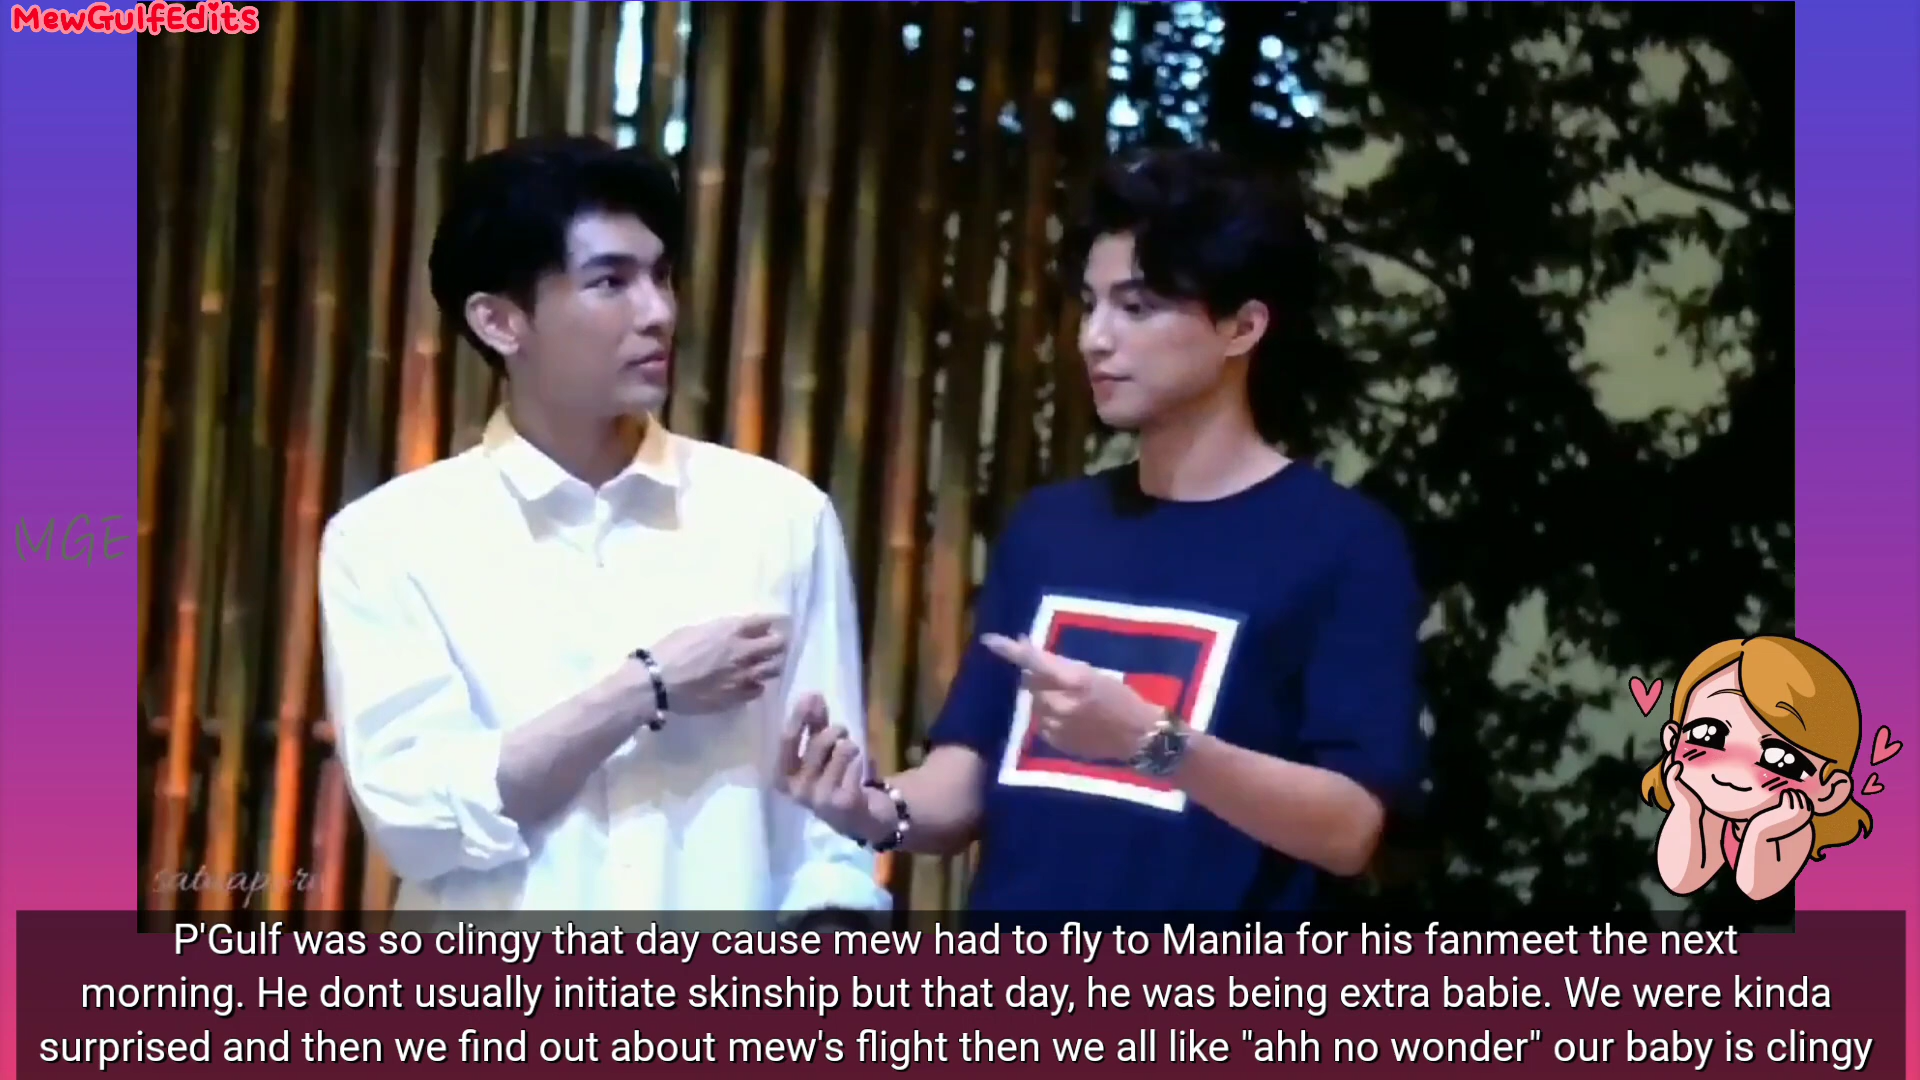 MewGulfEdits
MGE
P'Gulf was so clingy that day cause mew had to fly to Manila for his fanmeet the next
morning. He dont usually initiate skinship but that day, he was being extra babie. We were kinda
surprised and then we find out about mew's flight then we all like "ahh no wonder" our baby is clingy